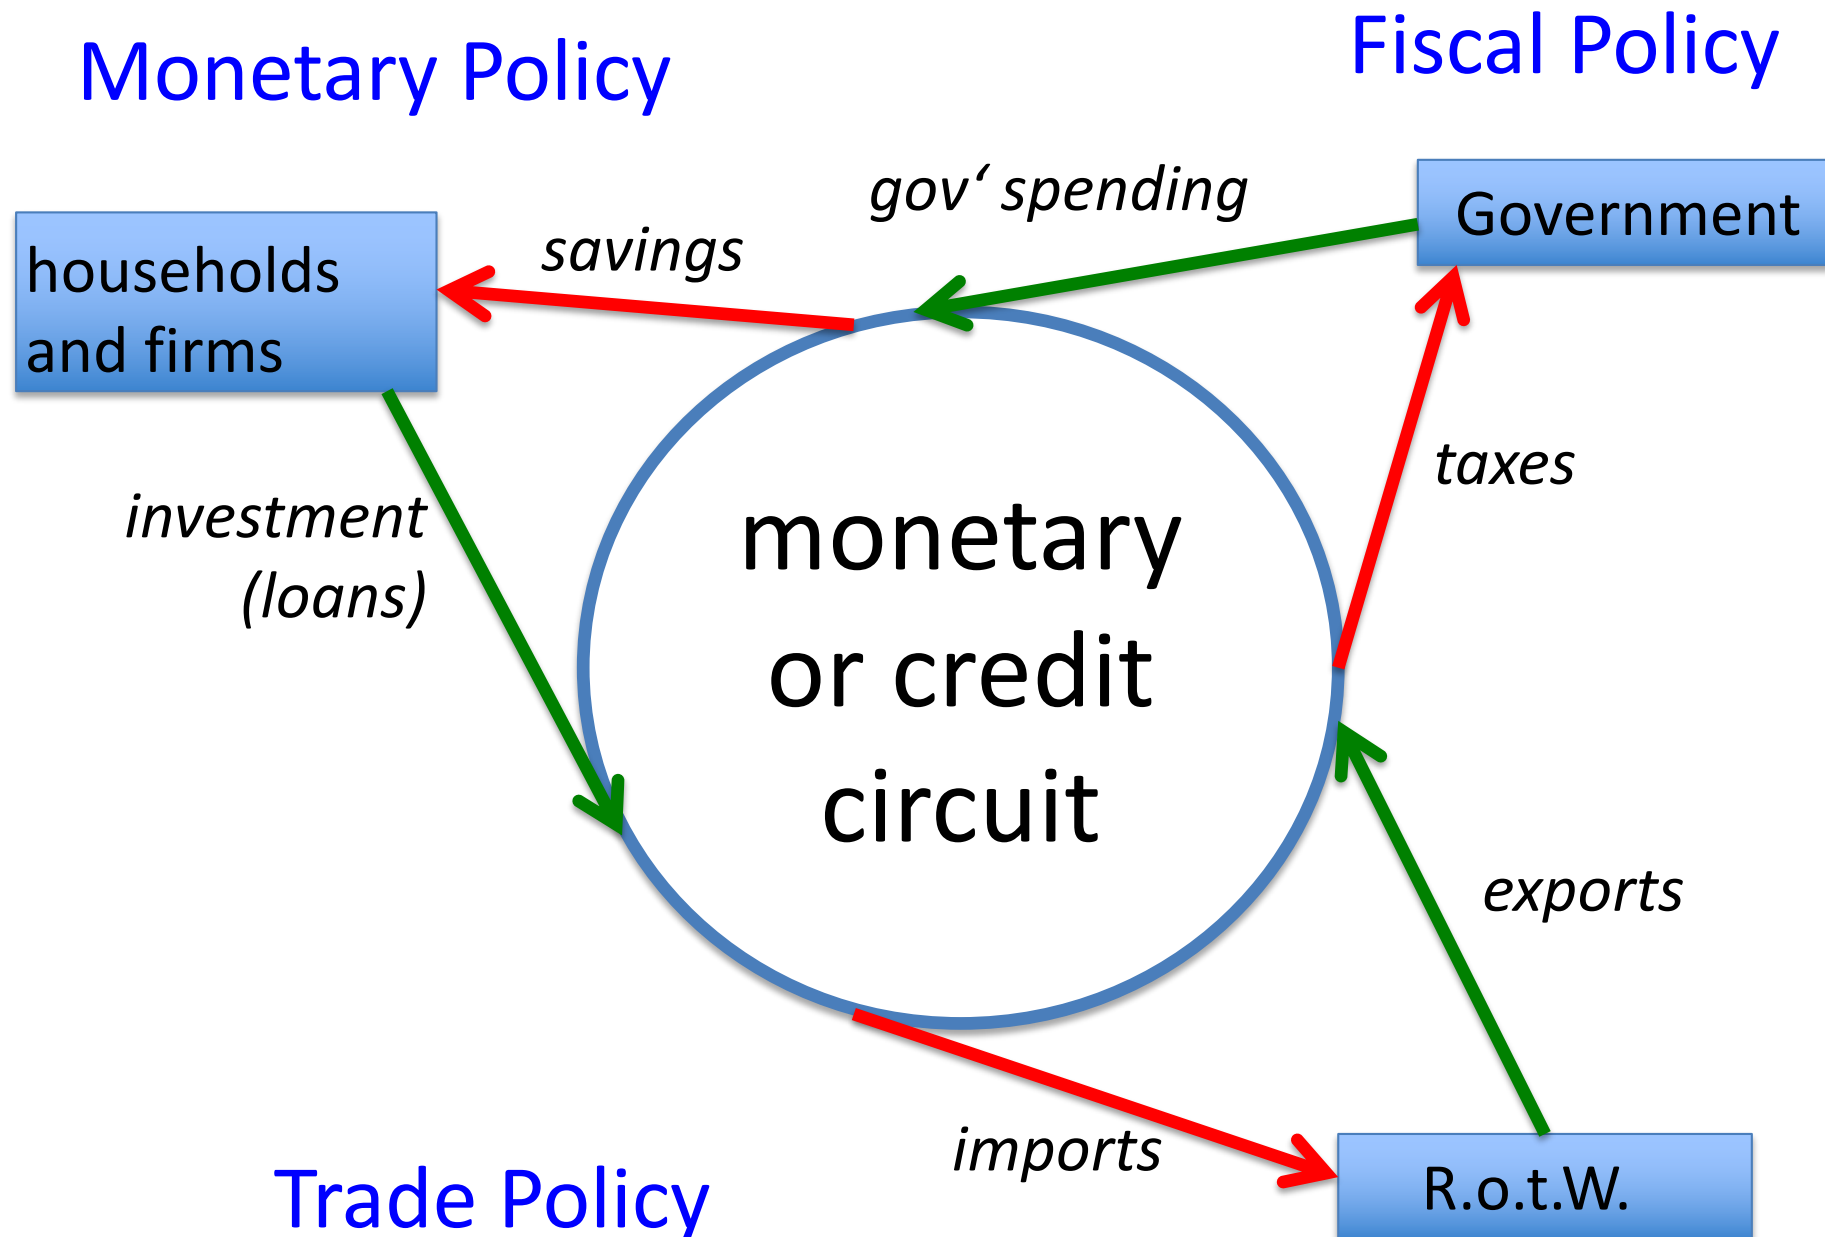 Monetary Policy
Fiscal Policy
gov‘ spending
Government
savings
households
and firms
taxes
investment
(loans)
monetary
or credit
circuit
exports
imports
R.o.t.W.
Trade Policy